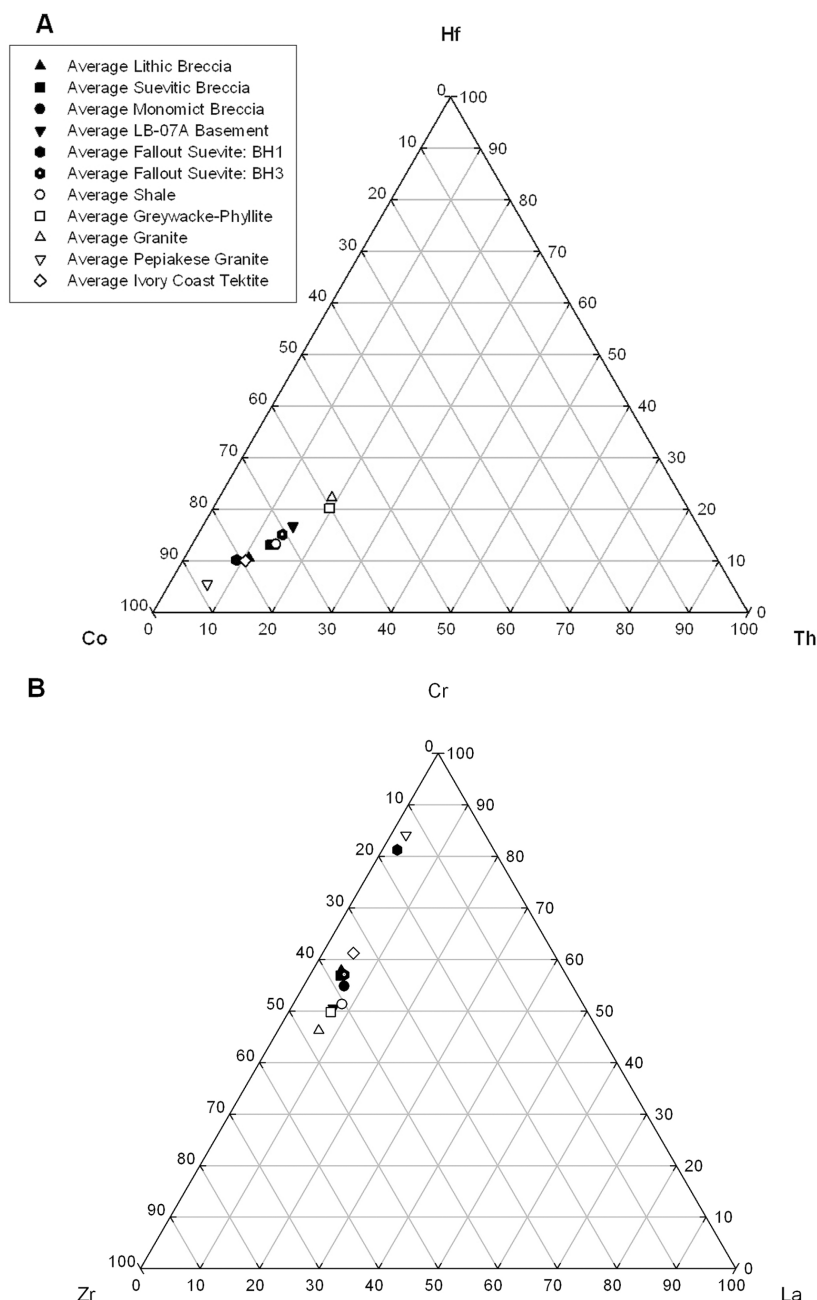 A
Hf
Average Lithic Breccia
Average Suevitic Breccia
Average Monomict Breccia
Average LB-07A Basement
Average Fallout Suevite: BH1
Average Fallout Suevite: BH3
Average Shale
Average Greywacke-Phyllite
Average Granite
Average Pepiakese Granite
Average Ivory Coast Tektite
0 100
10 90
20 80
30 70
40 60
50 50
60 40
70 30
80 20
90 10
100 0
0 10 20 30 40 50 60 70 80 90 100
Co Th
B
Cr
0 100
10 90
20 80
30 70
40 60
50 50
60 40
70 30
80 20
90 10
100 0
0 10 20 30 40 50 60 70 80 90 100
Zr La